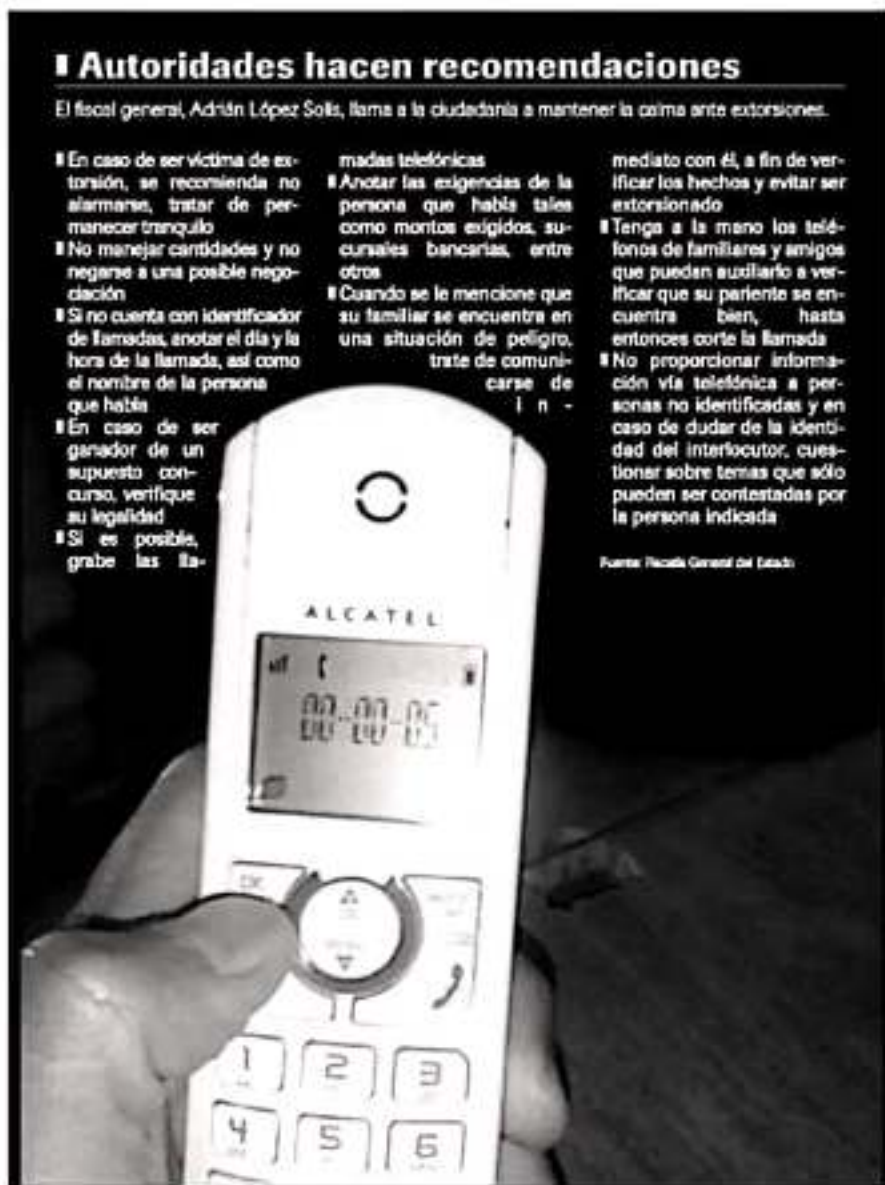 Autoridades hacen recomendaciones
El fiscal general, Adrián López Solís, llama a la ciudadanía a mantener la calma ante extorsiones.
En caso de ser víctima de ex-
torsión, se recomienda no
alarmarse, tratar de per-
manecer tranquilo
No manejar cantidades y no
negarse a una posible nego-
ciación
Si no cuenta con identificador
de llamadas, anotar el día y la
hora de la llamada, así como
el nombre de la persona
que habla
En caso de ser
ganador de un
supuesto con-
curso, verifique
su legalidad
Si es posible,
grabe las lla-
madas telefónicas
Anotar las exigencias de la
persona que habla tales
como montos exigidos, su-
cursales bancarias, entre
otros
Cuando se le mencione que
su familiar se encuentra en
una situación de peligro,
trate de comuni-
carse de
in-
mediato con él, a fin de ver-
ificar los hechos y evitar ser
extorsionado
Tenga a la mano los telé-
fonos de familiares y amigos
que puedan auxiliarlo a ver-
ificar que su pariente se en-
cuentra bien, hasta
entonces corte la llamada
No proporcionar informa-
ción vía telefónica a per-
sonas no identificadas y en
caso de dudar de la identi-
dad del interlocutor, cues-
tionar sobre temas que sólo
pueden ser contestadas por
la persona indicada
Fuente: Fiscalía General del Estado
ALCATEL
00-00-05
OK
1
2
3
4
5
6